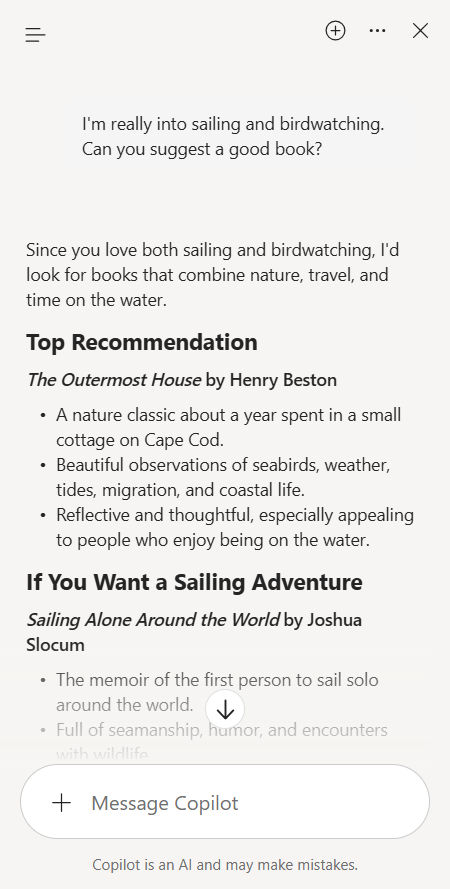 I'm really into sailing and birdwatching.
Can you suggest a good book?
Since you love both sailing and birdwatching, I'd
look for books that combine nature, travel, and
time on the water.
Top Recommendation
The Outermost House by Henry Beston
• A nature classic about a year spent in a small
cottage on Cape Cod.
• Beautiful observations of seabirds, weather,
tides, migration, and coastal life.
• Reflective and thoughtful, especially appealing
to people who enjoy being on the water.
If You Want a Sailing Adventure
Sailing Alone Around the World by Joshua
Slocum
• The memoir of the first person to sail solo
around the world.
• Full of seamanship, humor, and encounters
with wildlife.
Message Copilot
Copilot is an AI and may make mistakes.